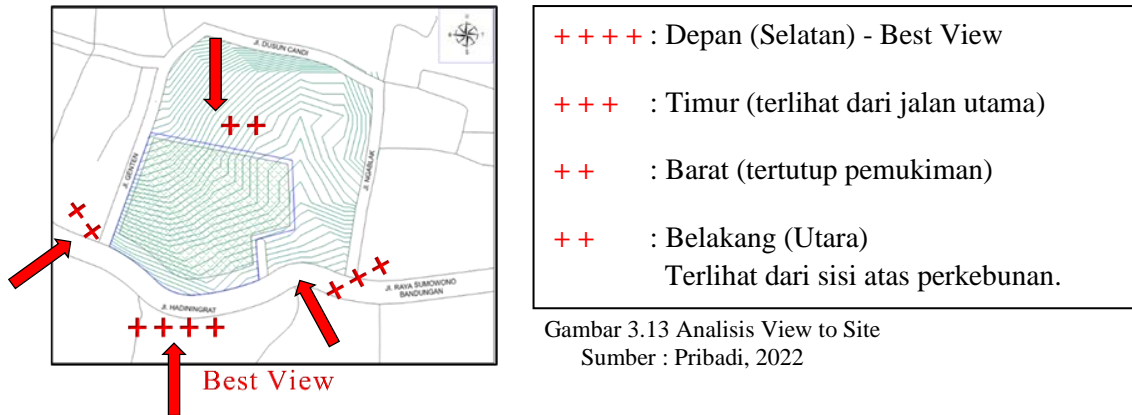 JL DUSUN CANDI
JL GENTEN
JL NGABLAK
+ +
+ +
+ + +
JL RAYA SUMOWONO
BANDUNGAN
JL HADININGRAT
+ + + +
Best View
+ + + + : Depan (Selatan) - Best View
+ + + : Timur (terlihat dari jalan utama)
+ + : Barat (tertutup pemukiman)
+ + : Belakang (Utara)
Terlihat dari sisi atas perkebunan.
Gambar 3.13 Analisis View to Site
Sumber : Pribadi, 2022